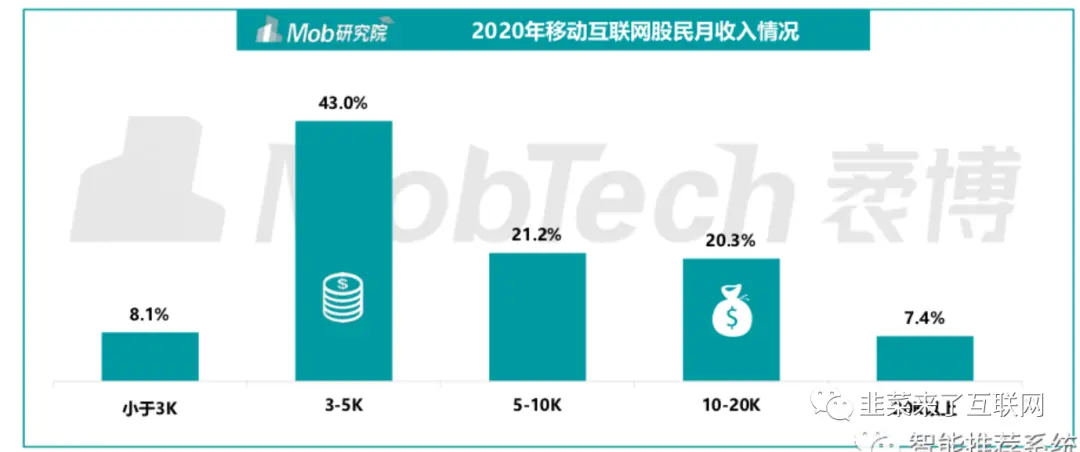 Mob研究院 2020年移动互联网股民月收入情况
43.0%
MobTech 袤博
21.2%
20.3%
8.1%
7.4%
小于3K
3-5K
5-10K
10-20K
韭菜来了互联网
智能推荐系统